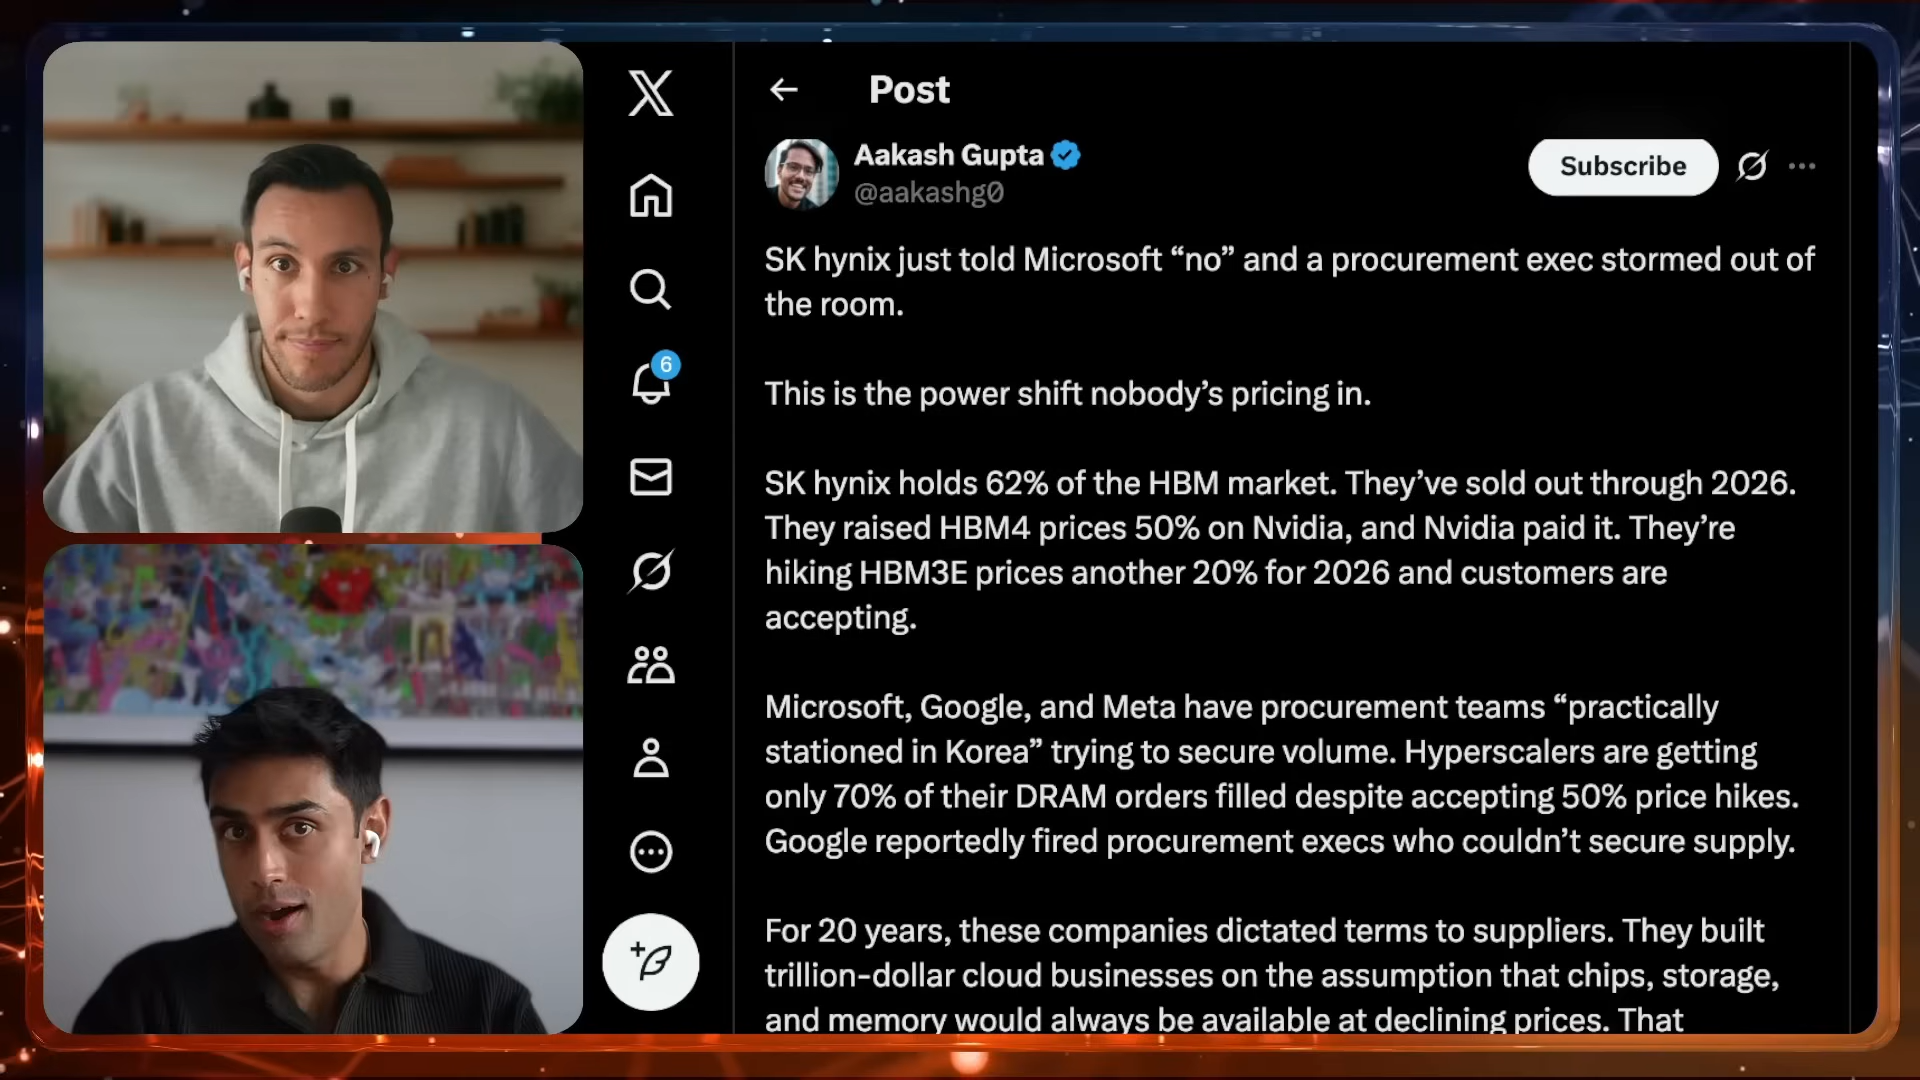 Post
Aakash Gupta
@aakashg0
Subscribe
6
SK hynix just told Microsoft “no” and a procurement exec stormed out of
the room.
This is the power shift nobody’s pricing in.
SK hynix holds 62% of the HBM market. They’ve sold out through 2026.
They raised HBM4 prices 50% on Nvidia, and Nvidia paid it. They’re
hiking HBM3E prices another 20% for 2026 and customers are
accepting.
Microsoft, Google, and Meta have procurement teams “practically
stationed in Korea” trying to secure volume. Hyperscalers are getting
only 70% of their DRAM orders filled despite accepting 50% price hikes.
Google reportedly fired procurement execs who couldn’t secure supply.
For 20 years, these companies dictated terms to suppliers. They built
trillion-dollar cloud businesses on the assumption that chips, storage,
and memory would always be available at declining prices. That